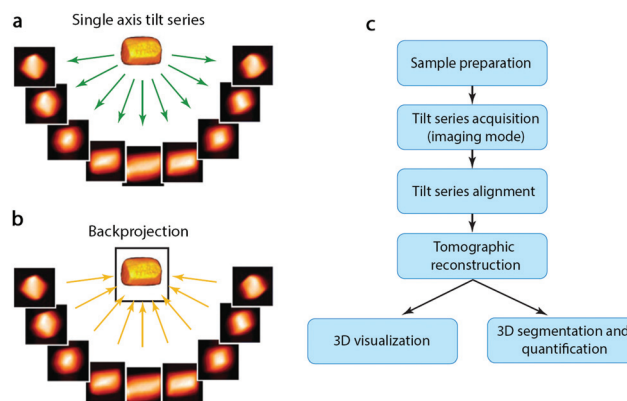 a
Single axis tilt series
b
Backprojection
c
Sample preparation
Tilt series acquisition
(imaging mode)
Tilt series alignment
Tomographic
reconstruction
3D visualization
3D segmentation and
quantification